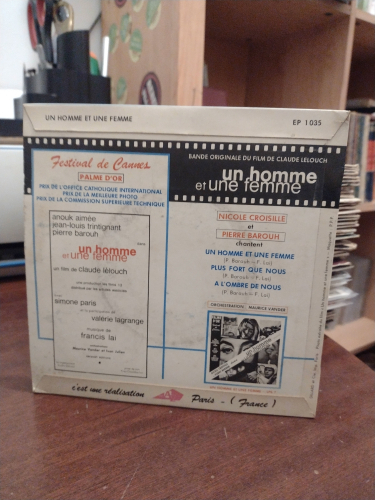 UN HOMME ET UNE FEMME
EP 1035
Festival de Cannes
PALME D'OR
PRIX DE L'OFFICE CATHOLIQUE INTERNATIONAL
PRIX DE LA MEILLEURE PHOTO
PRIX DE LA COMMISSION SUPERIEURE TECHNIQUE
anouk aimée
jean-louis trintignant
pierre barouh
un homme
et une femme
un film de claude lelouch
simone paris
valerie lagrange
musique de
francis lai
BANDE ORIGINALE DU FILM DE CLAUDE LELOUCH
un homme
et une femme
NICOLE CROISILLE
et
PIERRE BAROUH
chantent
UN HOMME ET UNE FEMME
(P. Barouh - F. Lai)
PLUS FORT QUE NOUS
(P. Barouh - F. Lai)
A L'OMBRE DE NOUS
(P. Barouh - F. Lai)
ORCHESTRATION : MAURICE VANDER
c'est une réalisation
Paris - (France)